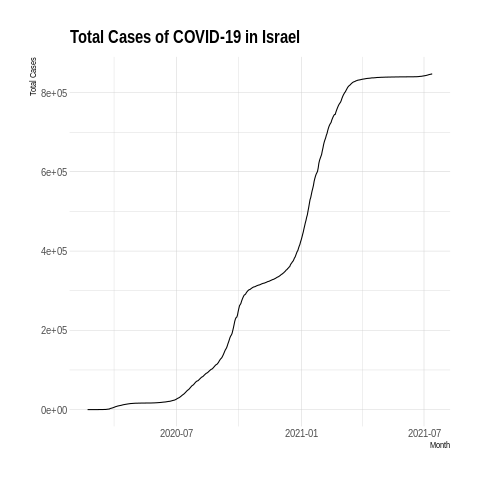 Total Cases of COVID-19 in Israel
Total Cases
8e+05
6e+05
4e+05
2e+05
0e+00
2020-07
2021-01
2021-07
Month